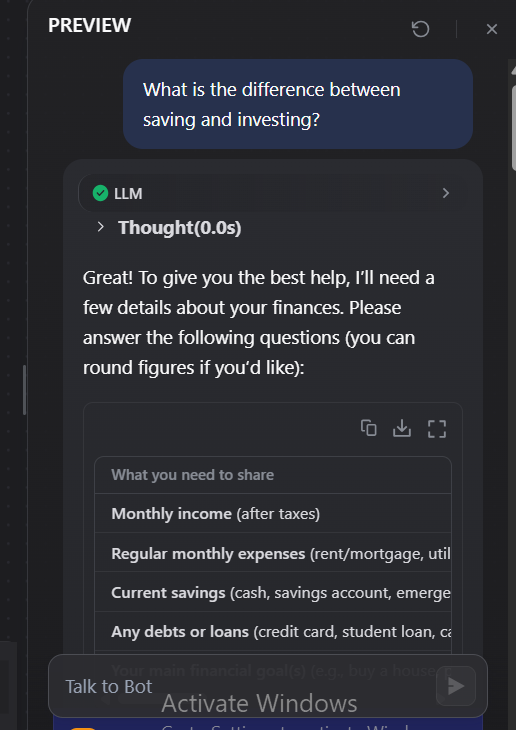 PREVIEW
What is the difference between
saving and investing?
LLM
Thought(0.0s)
Great! To give you the best help, I’ll need a
few details about your finances. Please
answer the following questions (you can
round figures if you’d like):
What you need to share
Monthly income (after taxes)
Regular monthly expenses (rent/mortgage, util
Current savings (cash, savings account, emerge
Any debts or loans (credit card, student loan, ca
Your main financial goal(s) (e.g., buy a house
Talk to Bot
Activate Windows